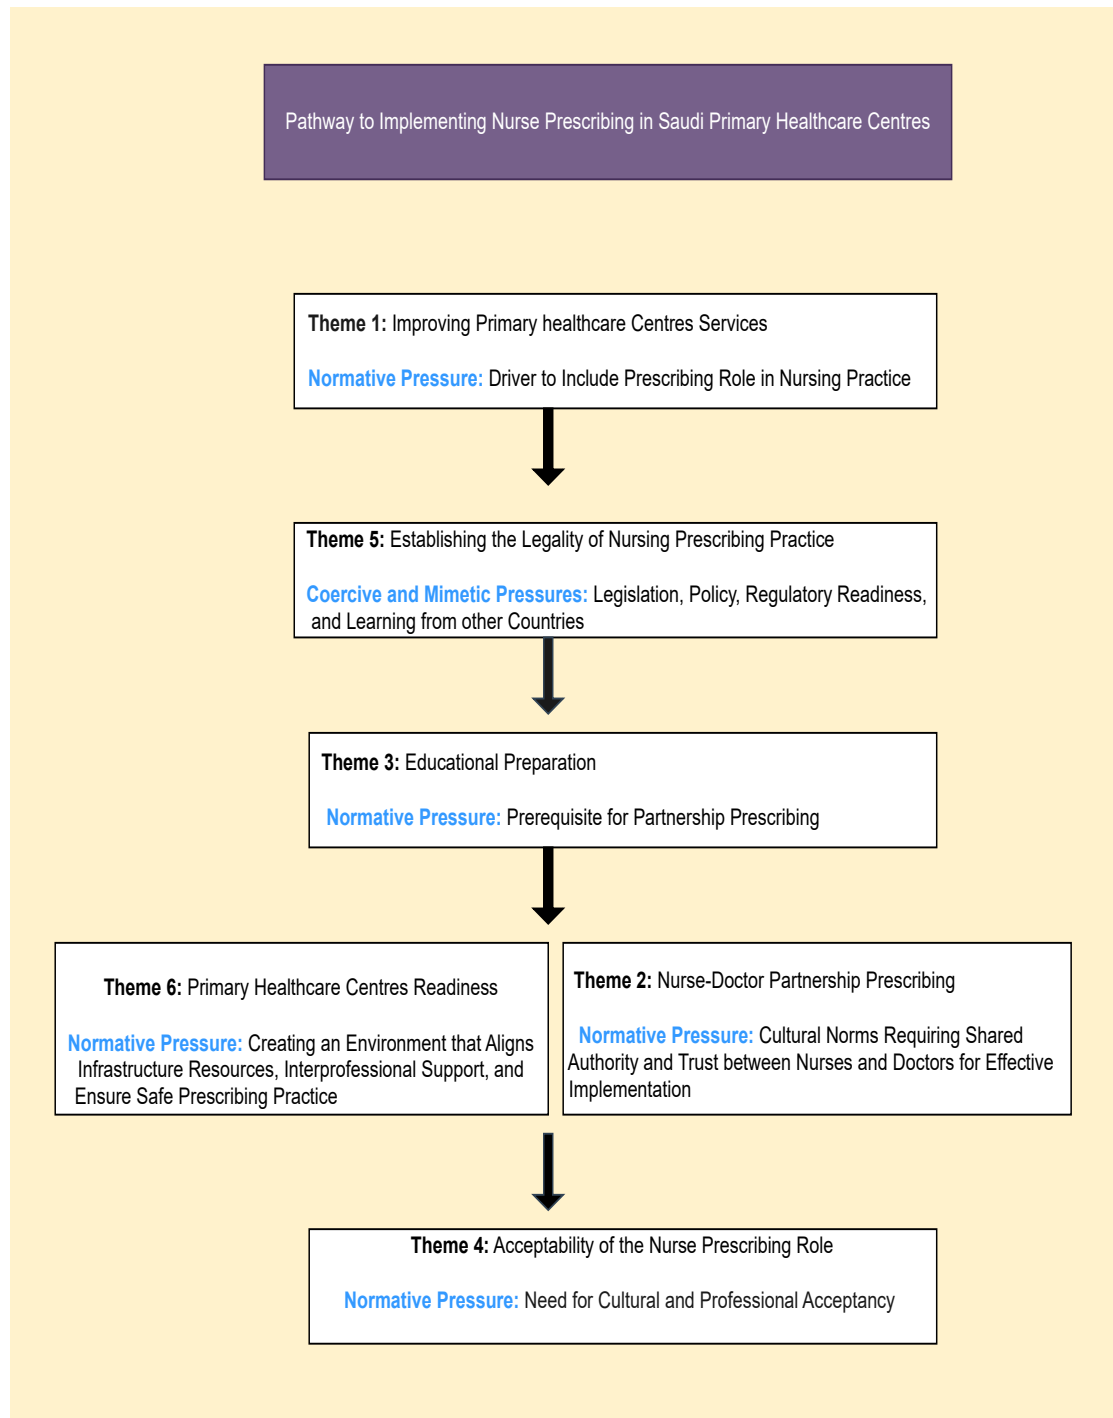 Pathway to Implementing Nurse Prescribing in Saudi Primary Healthcare Centres
Theme 1: Improving Primary healthcare Centres Services
Normative Pressure: Driver to Include Prescribing Role in Nursing Practice
Theme 5: Establishing the Legality of Nursing Prescribing Practice
Coercive and Mimetic Pressures: Legislation, Policy, Regulatory Readiness,
and Learning from other Countries
Theme 3: Educational Preparation
Normative Pressure: Prerequisite for Partnership Prescribing
Theme 6: Primary Healthcare Centres Readiness
Normative Pressure: Creating an Environment that Aligns
Infrastructure Resources, Interprofessional Support, and
Ensure Safe Prescribing Practice
Theme 2: Nurse-Doctor Partnership Prescribing
Normative Pressure: Cultural Norms Requiring Shared
Authority and Trust between Nurses and Doctors for Effective
Implementation
Theme 4: Acceptability of the Nurse Prescribing Role
Normative Pressure: Need for Cultural and Professional Acceptancy